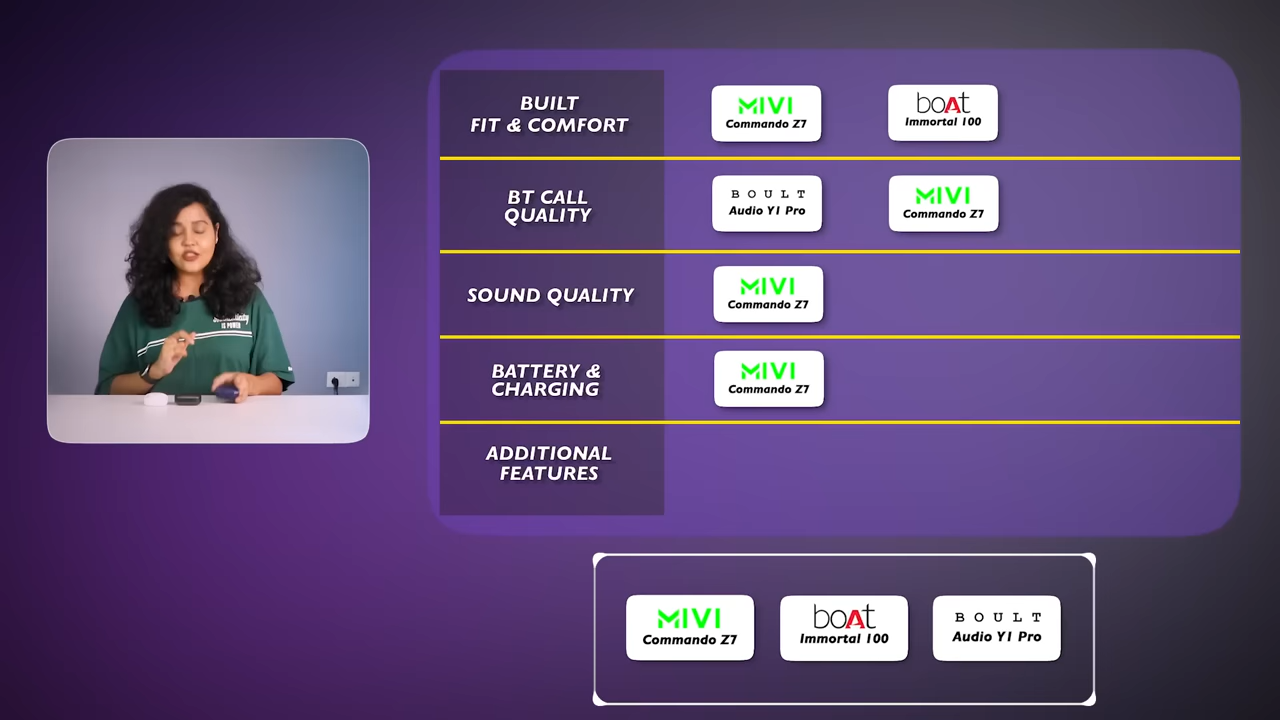 BUILT
FIT & COMFORT
MIVI
Commando Z7
boAt
Immortal 100
BT CALL
QUALITY
BOULT
Audio Y1 Pro
MIVI
Commando Z7
SOUND QUALITY
MIVI
Commando Z7
BATTERY &
CHARGING
MIVI
Commando Z7
ADDITIONAL
FEATURES
IS POWER
MIVI
Commando Z7
boAt
Immortal 100
BOULT
Audio Y1 Pro